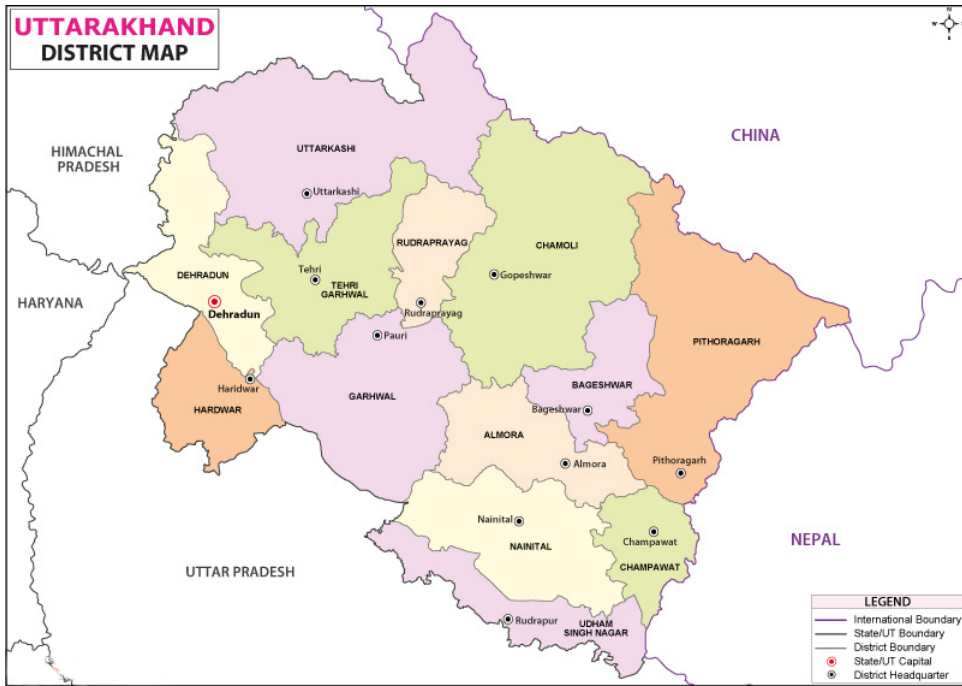 UTTARAKHAND
DISTRICT MAP
N
W
E
S
CHINA
HIMACHAL
PRADESH
UTTARKASHI
Uttarkashi
RUDRAPRAYAG
CHAMOLI
DEHRADUN
Tehri
TEHRI
GARHWAL
Gopeshwar
HARYANA
Dehradun
Rudraprayag
Pauri
PITHORAGARH
Haridwar
GARHWAL
BAGESHWAR
HARDWAR
Bageshwar
ALMORA
Almora
Pithoragarh
Nainital
NAINITAL
Champawat
CHAMPAWAT
NEPAL
UTTAR PRADESH
Rudrapur
UDHAM
SINGH NAGAR
LEGEND
International Boundary
State/UT Boundary
District Boundary
State/UT Capital
District Headquarter